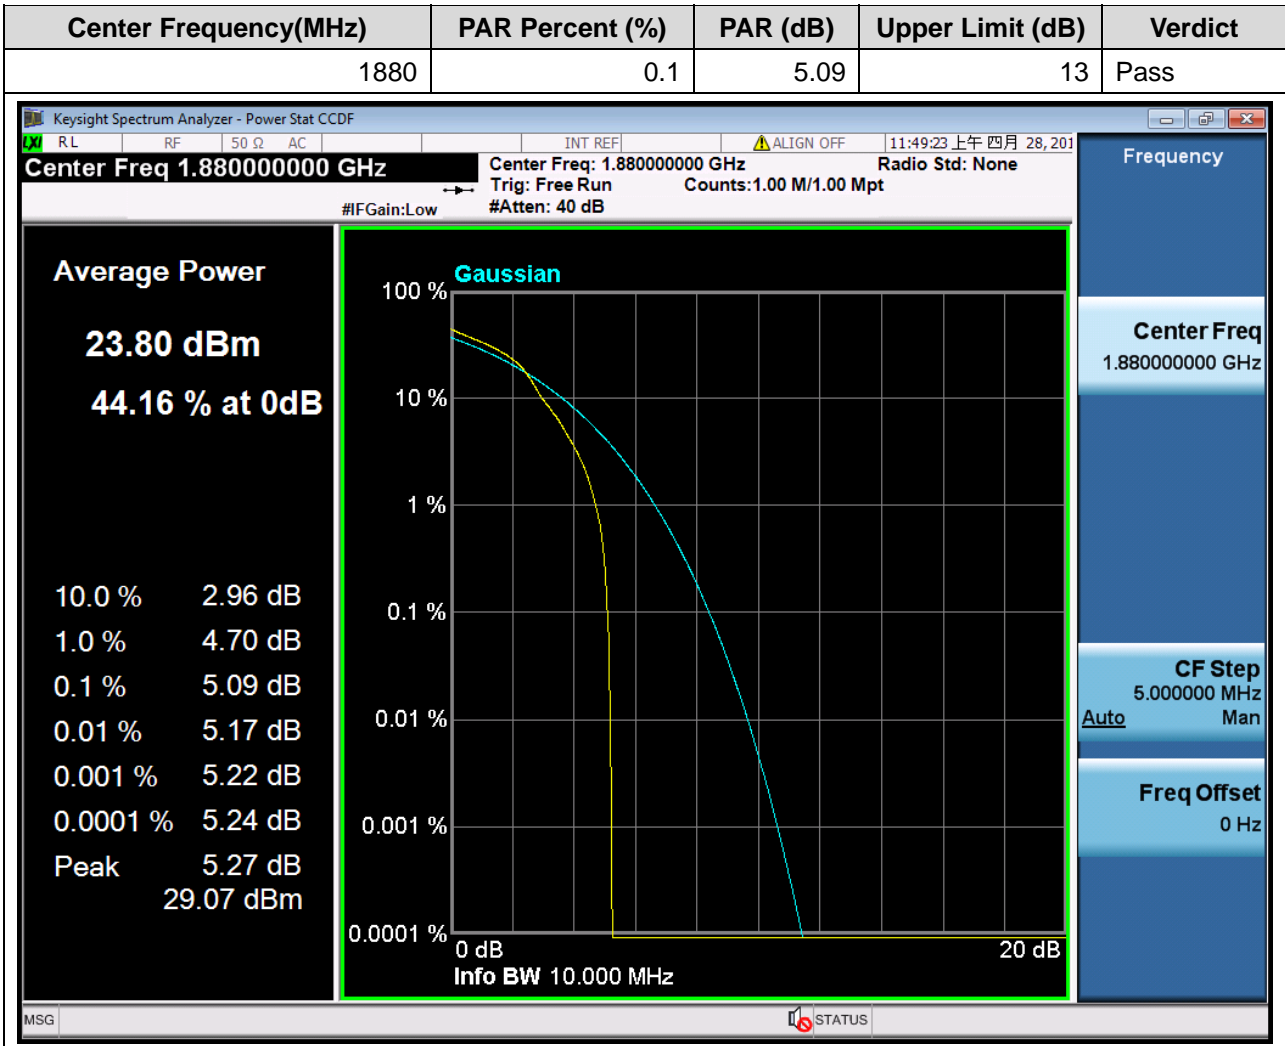 Center Frequency(MHz) PAR Percent (%) PAR (dB) Upper Limit (dB) Verdict
1880 0.1 5.09 13 Pass
Keysight Spectrum Analyzer - Power Stat CCDF
LXI RL RF 50 Ω AC INT REF ALIGN OFF 11:49:23 上午 四月 28, 201
Center Freq 1.880000000 GHz
Center Freq: 1.880000000 GHz Radio Std: None
Trig: Free Run Counts:1.00 M/1.00 Mpt
#IFGain:Low #Atten: 40 dB
Average Power
23.80 dBm
44.16 % at 0dB
10.0 % 2.96 dB
1.0 % 4.70 dB
0.1 % 5.09 dB
0.01 % 5.17 dB
0.001 % 5.22 dB
0.0001 % 5.24 dB
Peak 5.27 dB
29.07 dBm
Gaussian
100 %
10 %
1 %
0.1 %
0.01 %
0.001 %
0.0001 %
0 dB 20 dB
Info BW 10.000 MHz
Frequency
Center Freq
1.880000000 GHz
CF Step
5.000000 MHz
Auto Man
Freq Offset
0 Hz
MSG STATUS